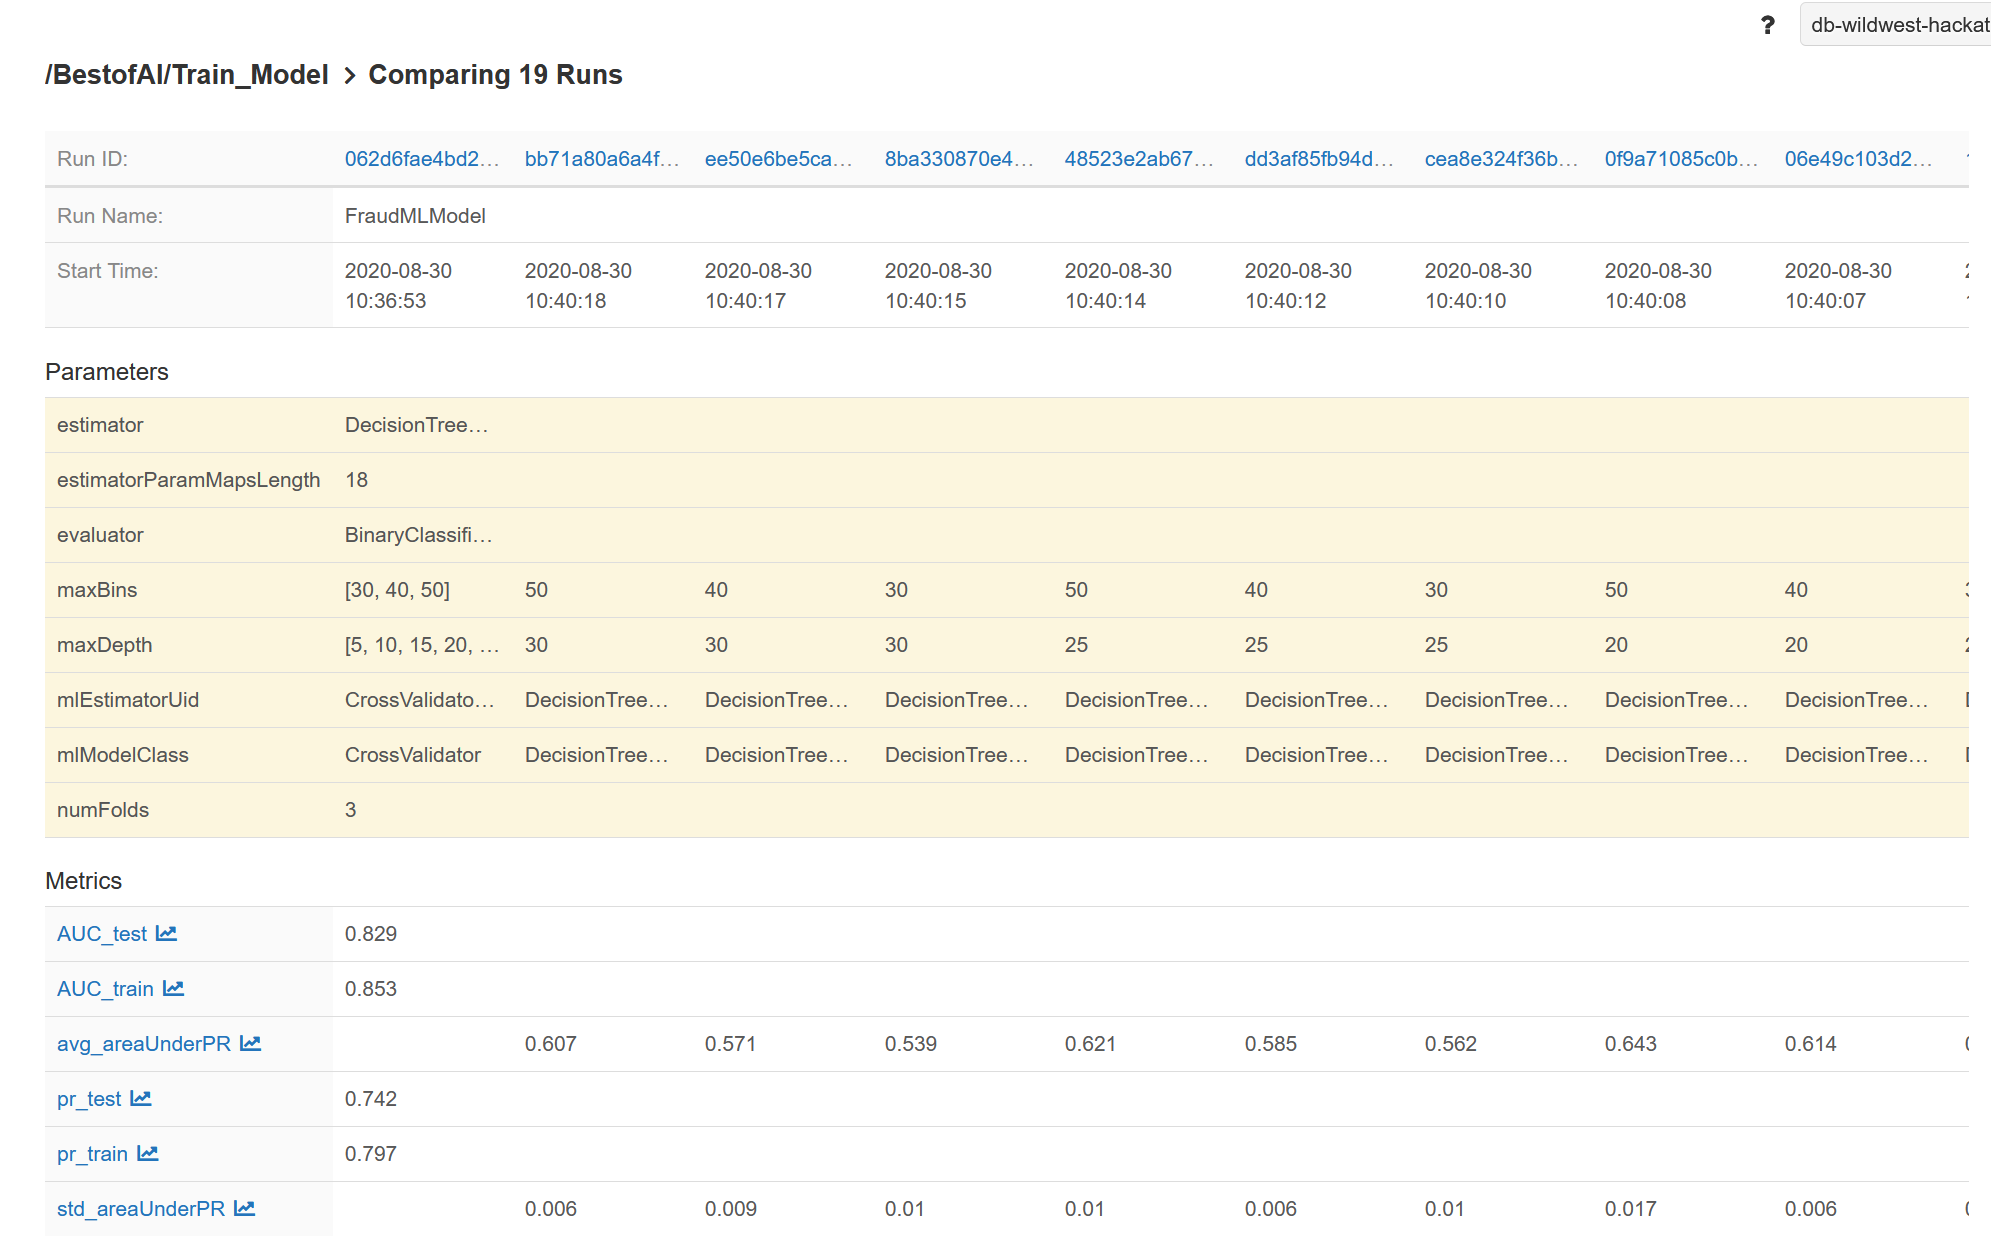 ? db-wildwest-hackat
/BestofAI/Train_Model > Comparing 19 Runs
Run ID: 062d6fae4bd2... bb71a80a6a4f... ee50e6be5ca... 8ba330870e4... 48523e2ab67... dd3af85fb94d... cea8e324f36b... 0f9a71085c0b... 06e49c103d2...
Run Name: FraudMLModel
Start Time: 2020-08-30 2020-08-30 2020-08-30 2020-08-30 2020-08-30 2020-08-30 2020-08-30 2020-08-30 2020-08-30
10:36:53 10:40:18 10:40:17 10:40:15 10:40:14 10:40:12 10:40:10 10:40:08 10:40:07
Parameters
estimator DecisionTree...
estimatorParamMapsLength 18
evaluator BinaryClassifi...
maxBins [30, 40, 50] 50 40 30 50 40 30 50 40
maxDepth [5, 10, 15, 20, ... 30 30 30 25 25 25 20 20
mlEstimatorUid CrossValidato... DecisionTree... DecisionTree... DecisionTree... DecisionTree... DecisionTree... DecisionTree... DecisionTree... DecisionTree...
mlModelClass CrossValidator DecisionTree... DecisionTree... DecisionTree... DecisionTree... DecisionTree... DecisionTree... DecisionTree... DecisionTree...
numFolds 3
Metrics
AUC_test 0.829
AUC_train 0.853
avg_areaUnderPR 0.607 0.571 0.539 0.621 0.585 0.562 0.643 0.614
pr_test 0.742
pr_train 0.797
std_areaUnderPR 0.006 0.009 0.01 0.01 0.006 0.01 0.017 0.006